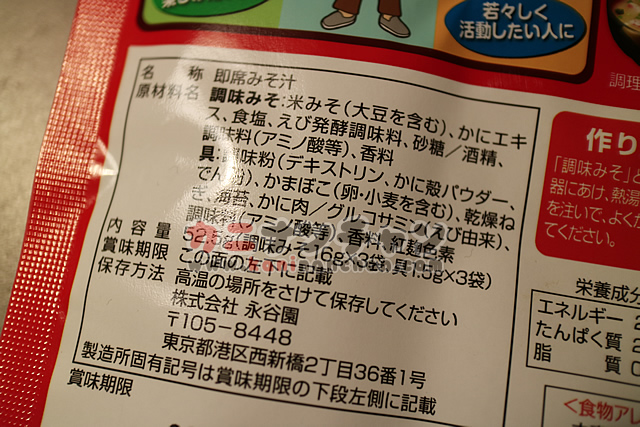 若々しく
活動したい人に
名 称 即席みそ汁
原材料名 調味みそ:米みそ(大豆を含む)、かにエキ
ス、食塩、えび発酵調味料、砂糖/酒精、
調味料(アミノ酸等)、香料
具:調味粉(デキストリン、かに殻パウダー、
でん粉)、かまぼこ(卵・小麦を含む)、乾燥ね
ぎ、海苔、かに肉/グルコサミン(えび由来)、
調味料(アミノ酸等)、香料、紅麹色素
内 容 量 調味みそ16g×3袋、具1.5g×3袋)
賞味期限 この面の左下に記載
保存方法 高温の場所をさけて保存してください
株式会社 永谷園
〒105-8448
東京都港区西新橋2丁目36番1号
製造所固有記号は賞味期限の下段左側に記載
賞味期限
調理
作り
「調味みそ」と
器にあけ、熱湯
を注いで、よく
てください。
栄養成分
エネルギー 2
たんぱく質 2
脂 質 0
<食物アレ